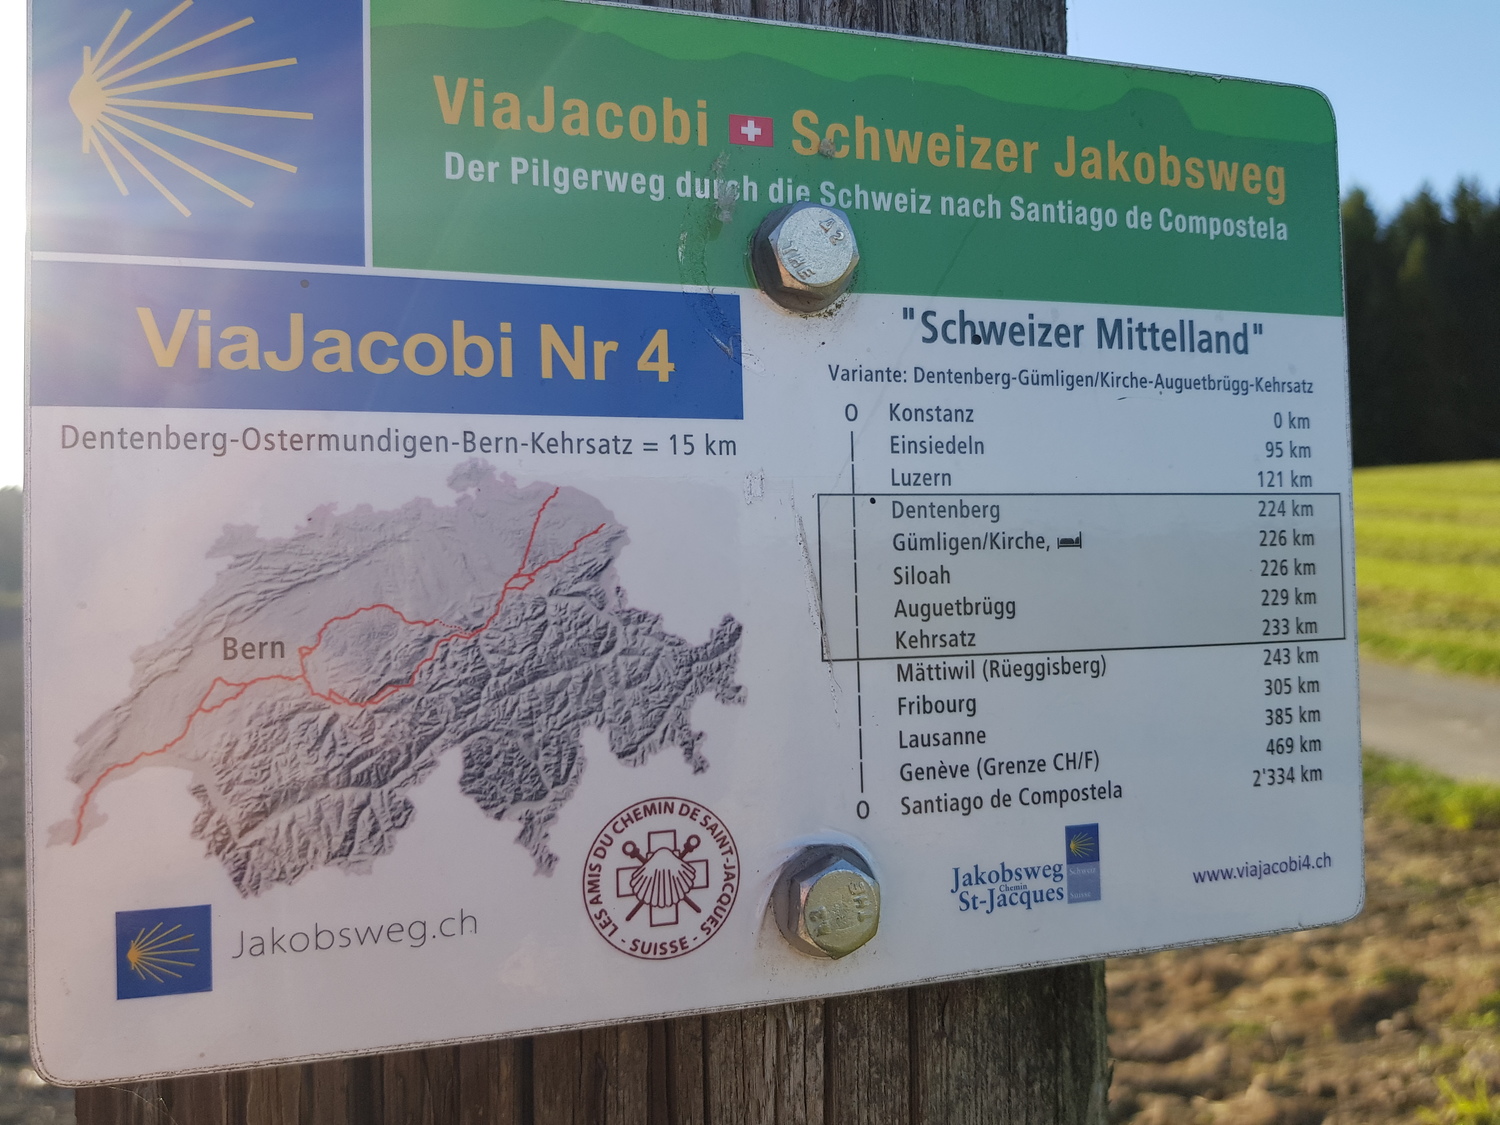 ViaJacobi Schweizer Jakobsweg
Der Pilgerweg durch die Schweiz nach Santiago de Compostela
ViaJacobi Nr 4
Dentenberg-Ostermundigen-Bern-Kehrsatz = 15 km
Bern
"Schweizer Mittelland"
Variante: Dentenberg-Gümligen/Kirche-Auguetbrügg-Kehrsatz
O Konstanz 0 km
Einsiedeln 95 km
Luzern 121 km
Dentenberg 224 km
Gümligen/Kirche, 226 km
Siloah 226 km
Auguetbrügg 229 km
Kehrsatz 233 km
Mättiwil (Rüeggisberg) 243 km
Fribourg 305 km
Lausanne 385 km
Genève (Grenze CH/F) 469 km
O Santiago de Compostela 2'334 km
Jakobsweg.ch
LES AMIS DU CHEMIN DE SAINT-JACQUES
- SUISSE -
Jakobsweg
Chemin
St-Jacques
Schweiz
Suisse
www.viajacobi4.ch
A2